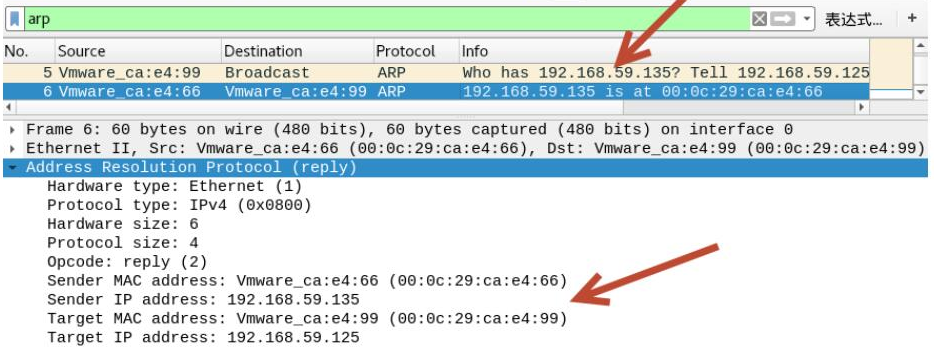 arp 表达式… +
No. Source Destination Protocol Info
5 Vmware_ca:e4:99 Broadcast ARP Who has 192.168.59.135? Tell 192.168.59.125
6 Vmware_ca:e4:66 Vmware_ca:e4:99 ARP 192.168.59.135 is at 00:0c:29:ca:e4:66
Frame 6: 60 bytes on wire (480 bits), 60 bytes captured (480 bits) on interface 0
Ethernet II, Src: Vmware_ca:e4:66 (00:0c:29:ca:e4:66), Dst: Vmware_ca:e4:99 (00:0c:29:ca:e4:99)
Address Resolution Protocol (reply)
Hardware type: Ethernet (1)
Protocol type: IPv4 (0x0800)
Hardware size: 6
Protocol size: 4
Opcode: reply (2)
Sender MAC address: Vmware_ca:e4:66 (00:0c:29:ca:e4:66)
Sender IP address: 192.168.59.135
Target MAC address: Vmware_ca:e4:99 (00:0c:29:ca:e4:99)
Target IP address: 192.168.59.125